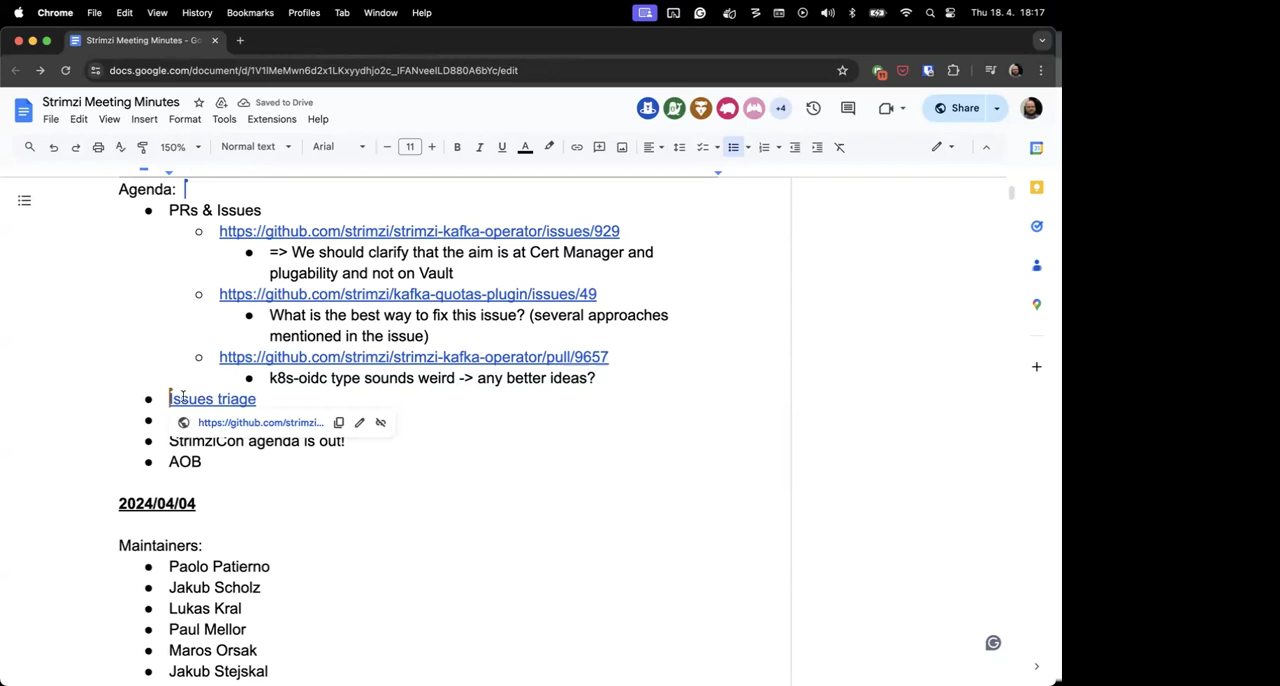 Chrome File Edit View History Bookmarks Profiles Tab Window Help Thu 18. 4. 18:17
Strimzi Meeting Minutes - Go
docs.google.com/document/d/1V1lMeMwn6d2x1LKxyydhjo2c_lFANveelLD880A6bYc/edit
11
Strimzi Meeting Minutes Saved to Drive
File Edit View Insert Format Tools Extensions Help
+4
Share
150% Normal text Arial 11 B I U A
Agenda:
PRs & Issues
https://github.com/strimzi/strimzi-kafka-operator/issues/929
=> We should clarify that the aim is at Cert Manager and
plugability and not on Vault
https://github.com/strimzi/kafka-quotas-plugin/issues/49
What is the best way to fix this issue? (several approaches
mentioned in the issue)
https://github.com/strimzi/strimzi-kafka-operator/pull/9657
k8s-oidc type sounds weird -> any better ideas?
Issues triage
https://github.com/strimzi...
StrimziCon agenda is out!
AOB
2024/04/04
Maintainers:
Paolo Patierno
Jakub Scholz
Lukas Kral
Paul Mellor
Maros Orsak
Jakub Stejskal